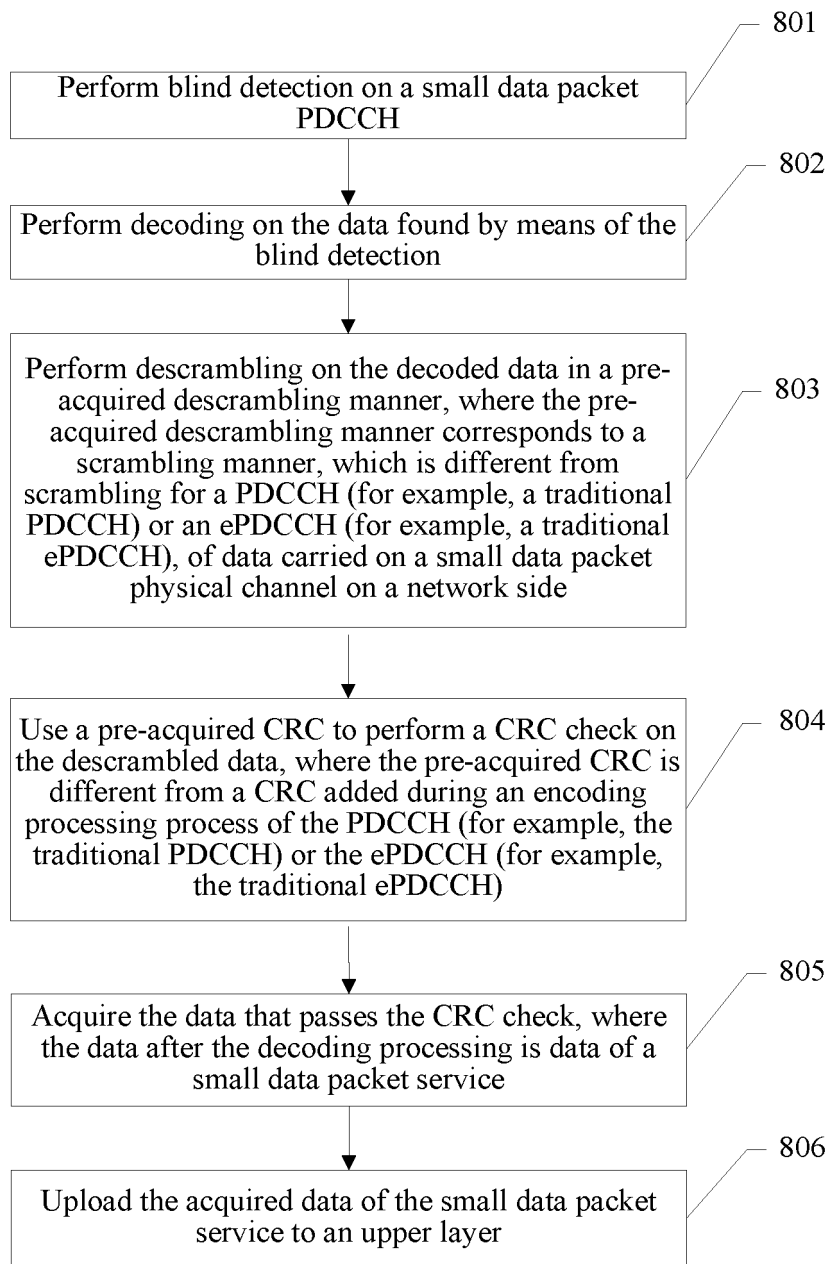 801
Perform blind detection on a small data packet
PDCCH
802
Perform decoding on the data found by means of the
blind detection
803
Perform descrambling on the decoded data in a pre-
acquired descrambling manner, where the pre-
acquired descrambling manner corresponds to a
scrambling manner, which is different from
scrambling for a PDCCH (for example, a traditional
PDCCH) or an ePDCCH (for example, a traditional
ePDCCH), of data carried on a small data packet
physical channel on a network side
804
Use a pre-acquired CRC to perform a CRC check on
the descrambled data, where the pre-acquired CRC is
different from a CRC added during an encoding
processing process of the PDCCH (for example, the
traditional PDCCH) or the ePDCCH (for example,
the traditional ePDCCH)
805
Acquire the data that passes the CRC check, where
the data after the decoding processing is data of a
small data packet service
806
Upload the acquired data of the small data packet
service to an upper layer